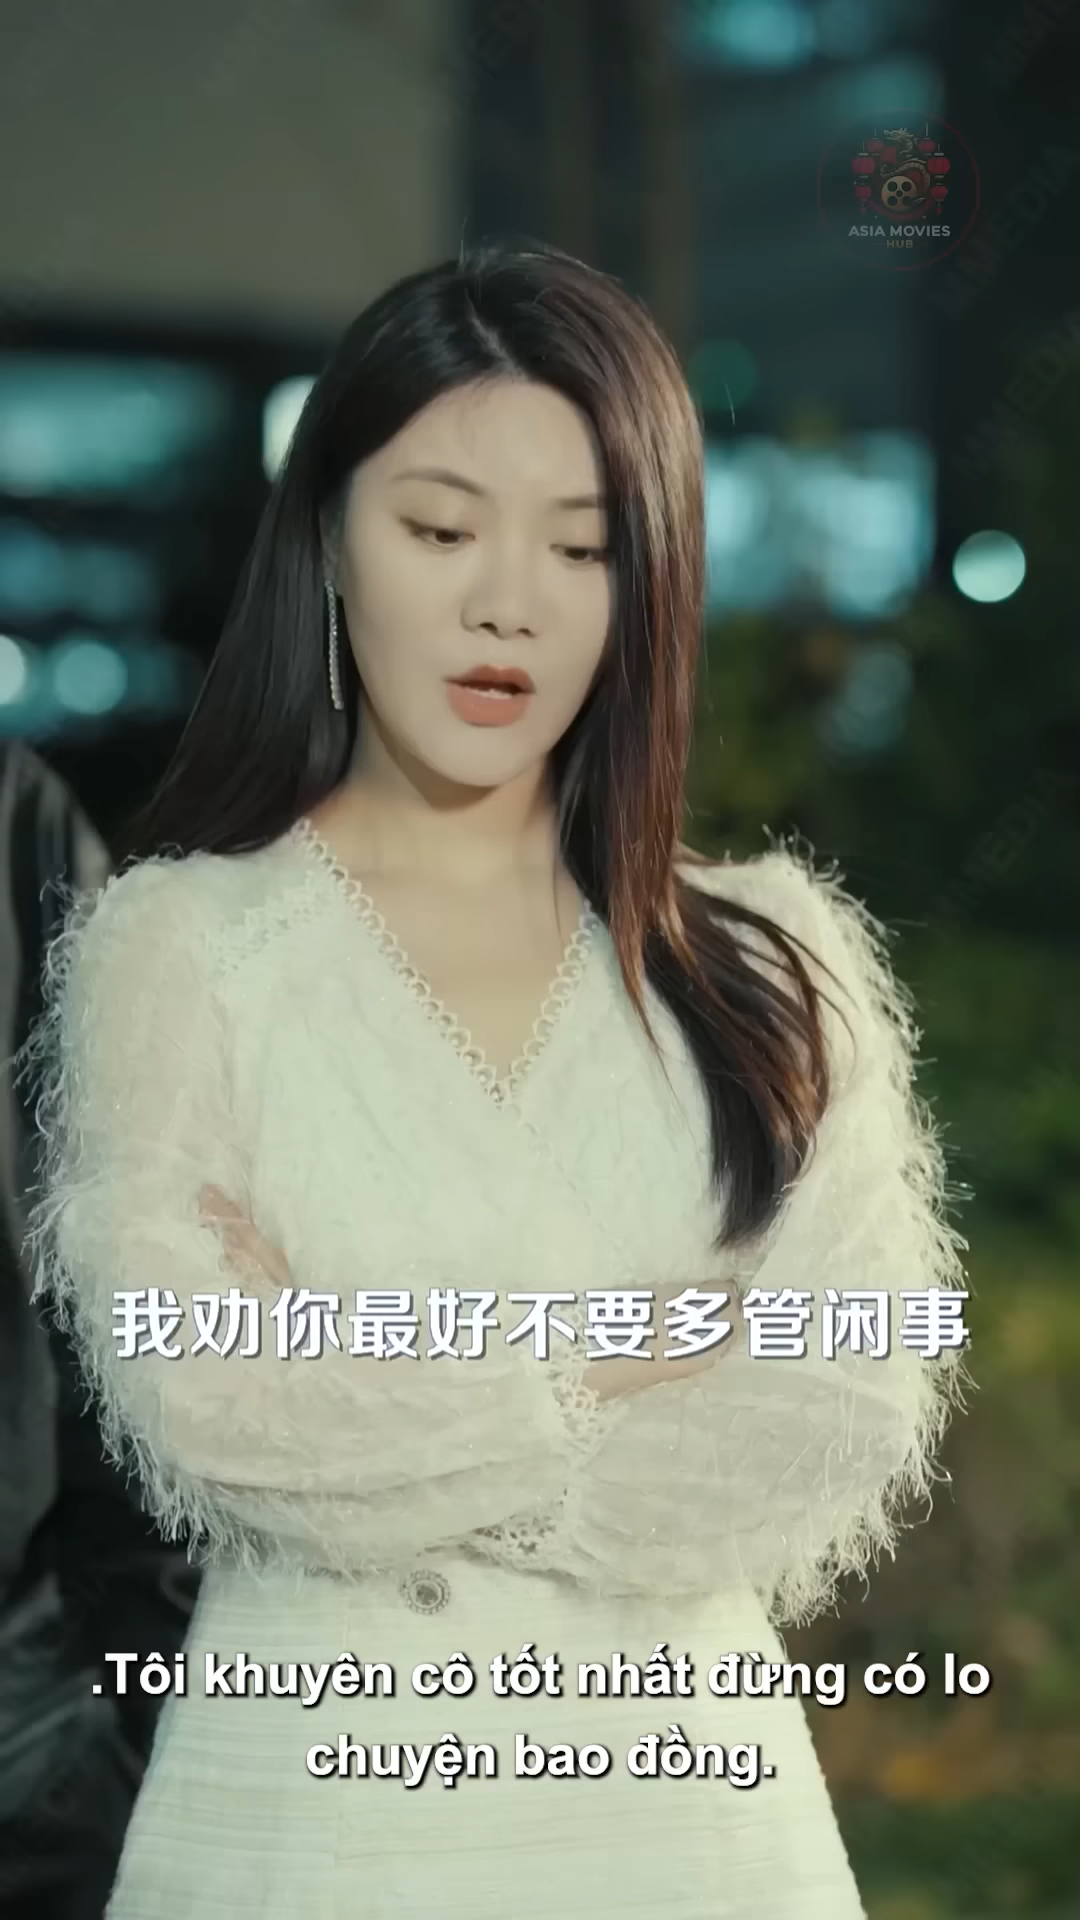 ASIA MOVIES
HUB
我劝你最好不要多管闲事
.Tôi khuyên cô tốt nhất đừng có lo
chuyện bao đồng.